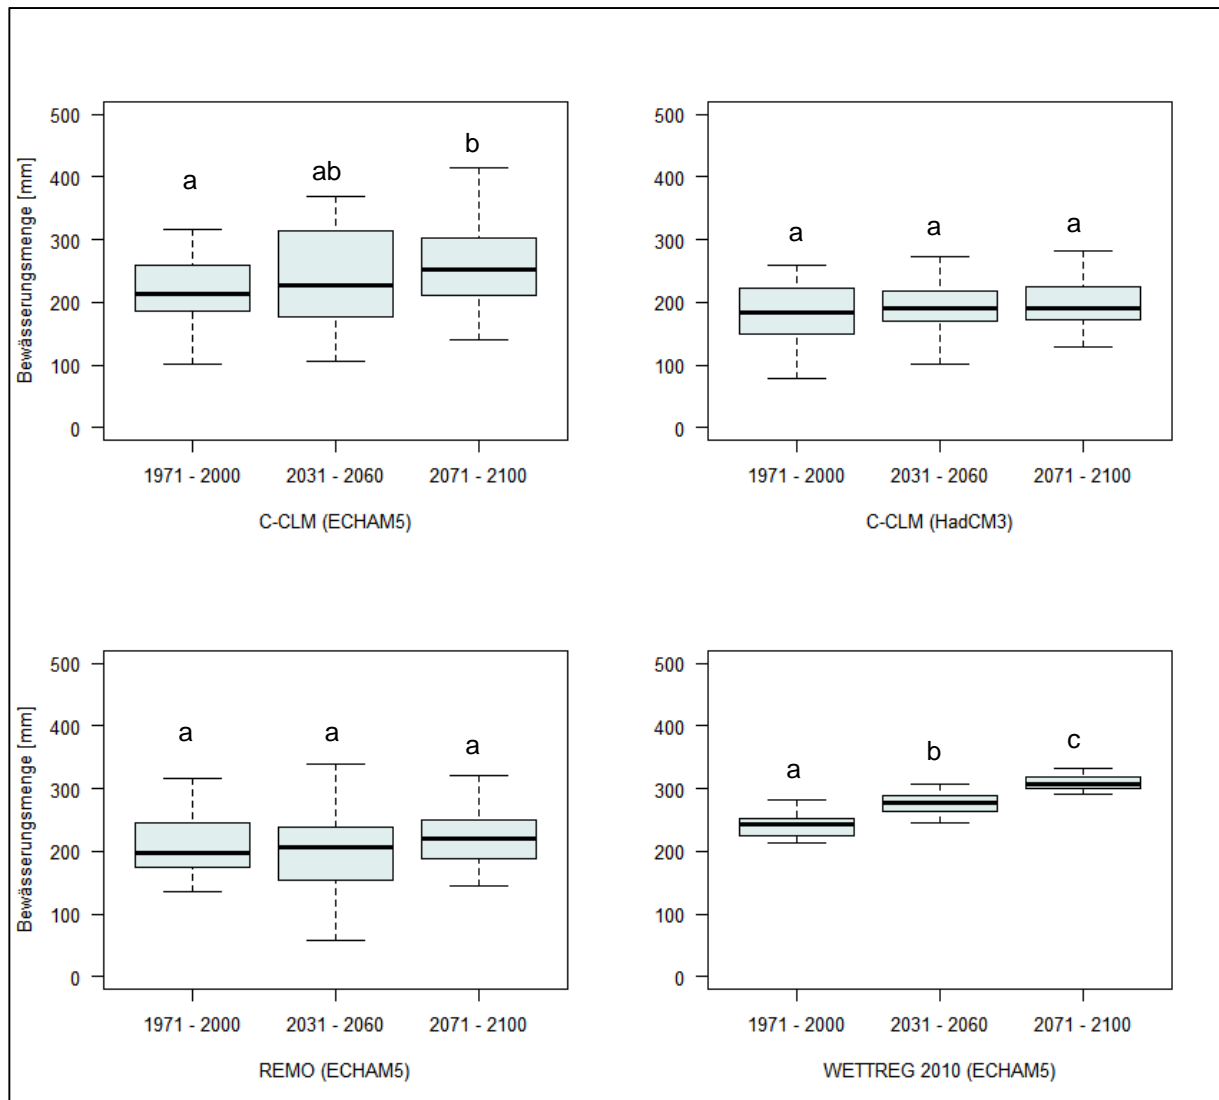 Bewässerungsmenge [mm]
500
400
300
200
100
0
a
ab
b
1971 - 2000
2031 - 2060
2071 - 2100
C-CLM (ECHAM5)
500
400
300
200
100
0
a
a
a
1971 - 2000
2031 - 2060
2071 - 2100
C-CLM (HadCM3)
Bewässerungsmenge [mm]
500
400
300
200
100
0
a
a
a
1971 - 2000
2031 - 2060
2071 - 2100
REMO (ECHAM5)
500
400
300
200
100
0
a
b
c
1971 - 2000
2031 - 2060
2071 - 2100
WETTREG 2010 (ECHAM5)